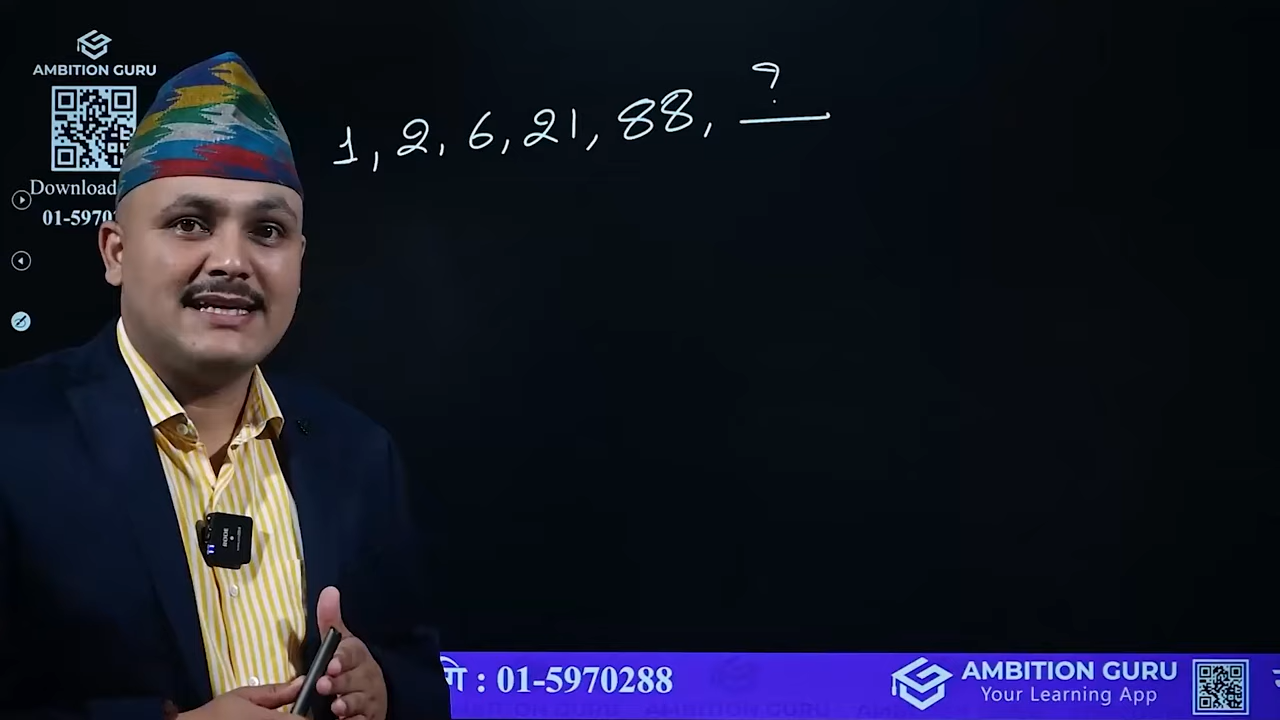 AMBITION GURU
1, 2, 6, 21, 88, ?
Download
01-5970
गि : 01-5970288
AMBITION GURU
Your Learning App